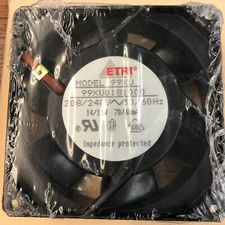 ETRI
MODEL 99XU
99XU0181000
208/240V~50/60Hz
Impedance protected